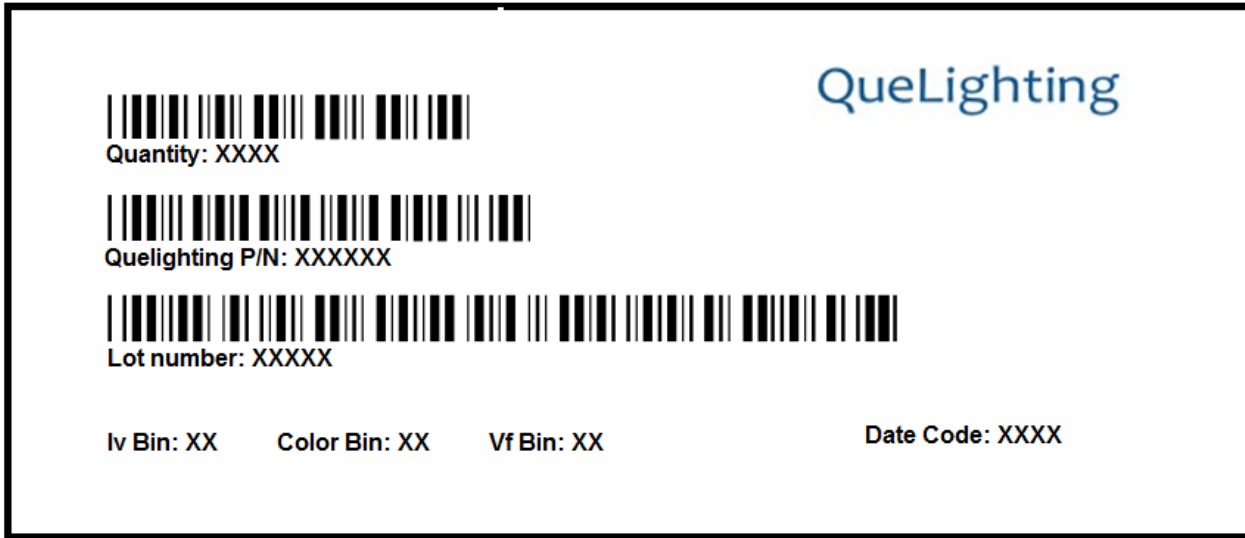 QueLighting
Quantity: XXXX
Quelighting P/N: XXXXXX
Lot number: XXXXX
Iv Bin: XX Color Bin: XX Vf Bin: XX Date Code: XXXX